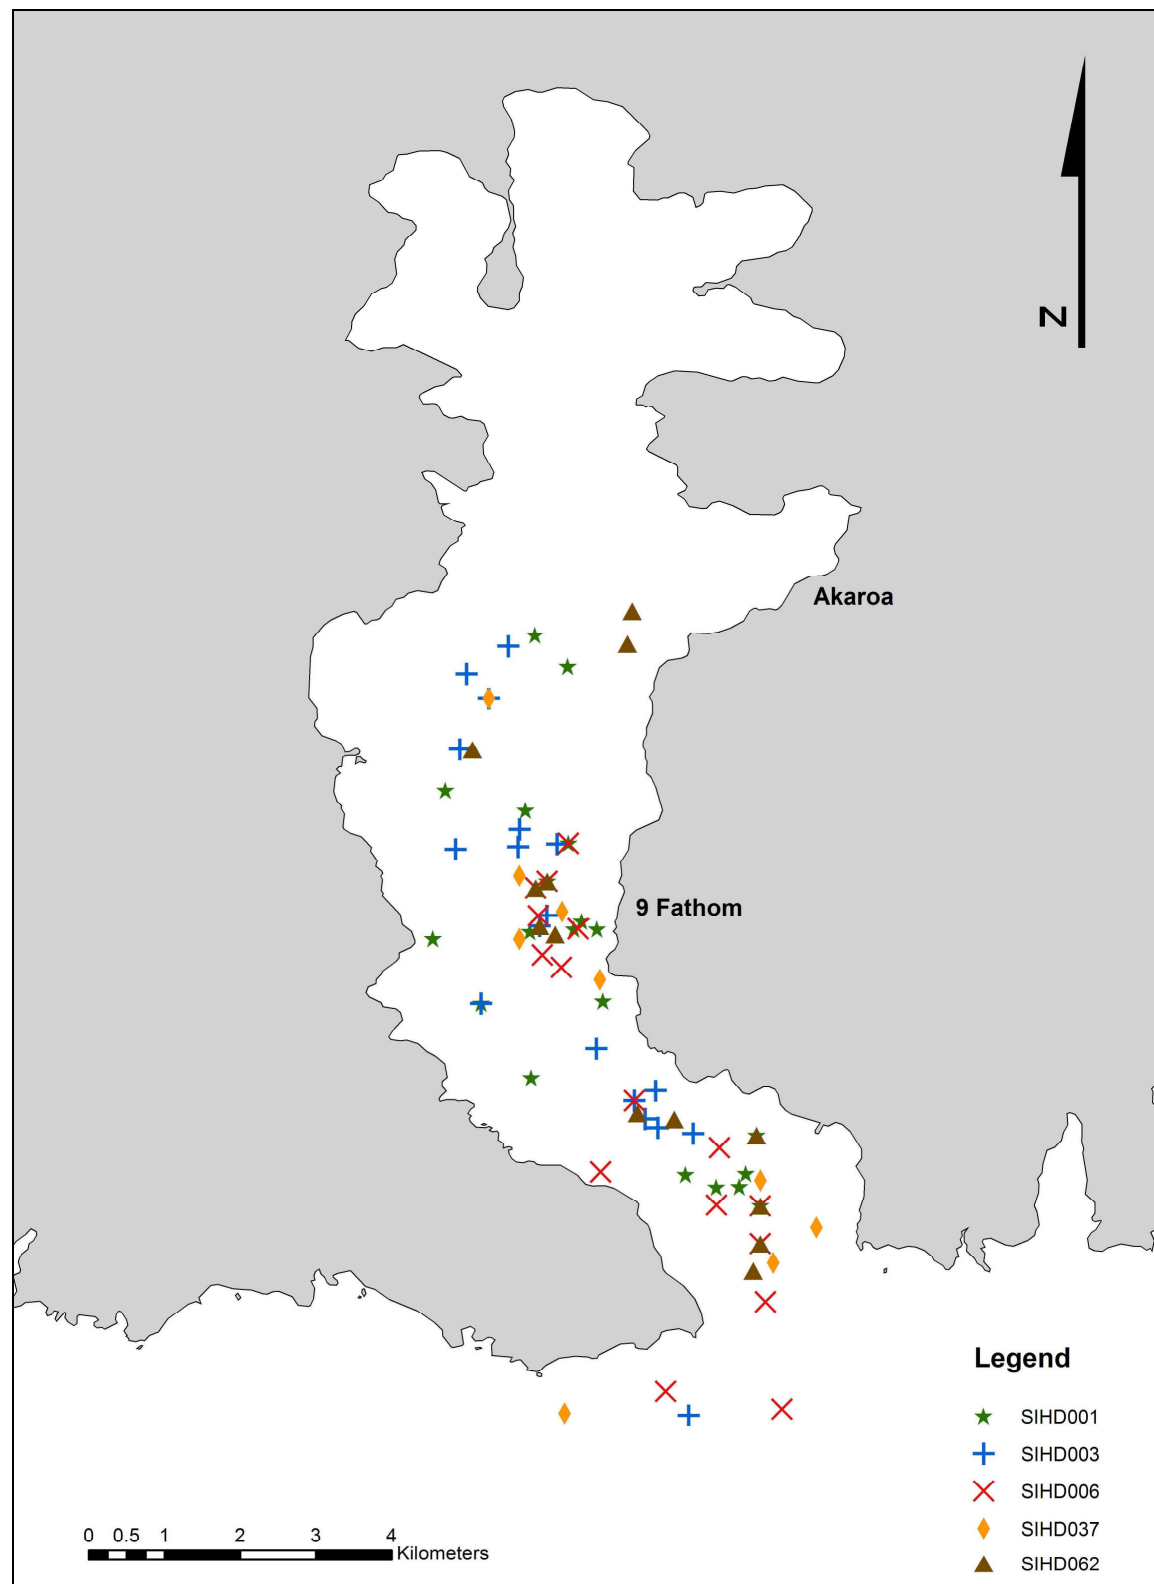 N
Akaroa
9 Fathom
Legend
SIHD001
SIHD003
SIHD006
SIHD037
SIHD062
0 0.5 1 2 3 4
Kilometers